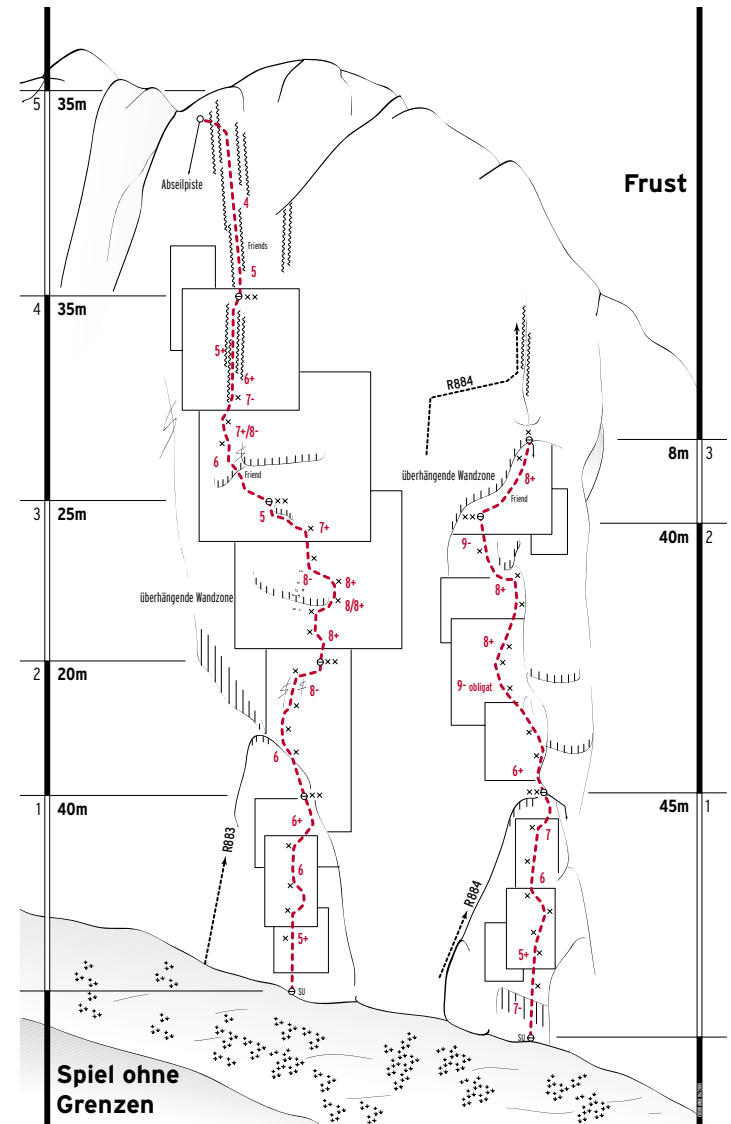 5 35m
Abseilpiste
Frust
4
Friends
5
4 35m
5+
6+
7-
R884
7+/8-
6
Friend
8m 3
überhängende Wandzone
8+
Friend
3 25m
5
7+
40m 2
9-
8-
8+
8+
8/8+
überhängende Wandzone
8+
8+
2 20m
8-
9- obligat
6
6+
1 40m
45m 1
6+
7
R883
6
6
R884
5+
5+
SU
7-
SU
Spiel ohne
Grenzen